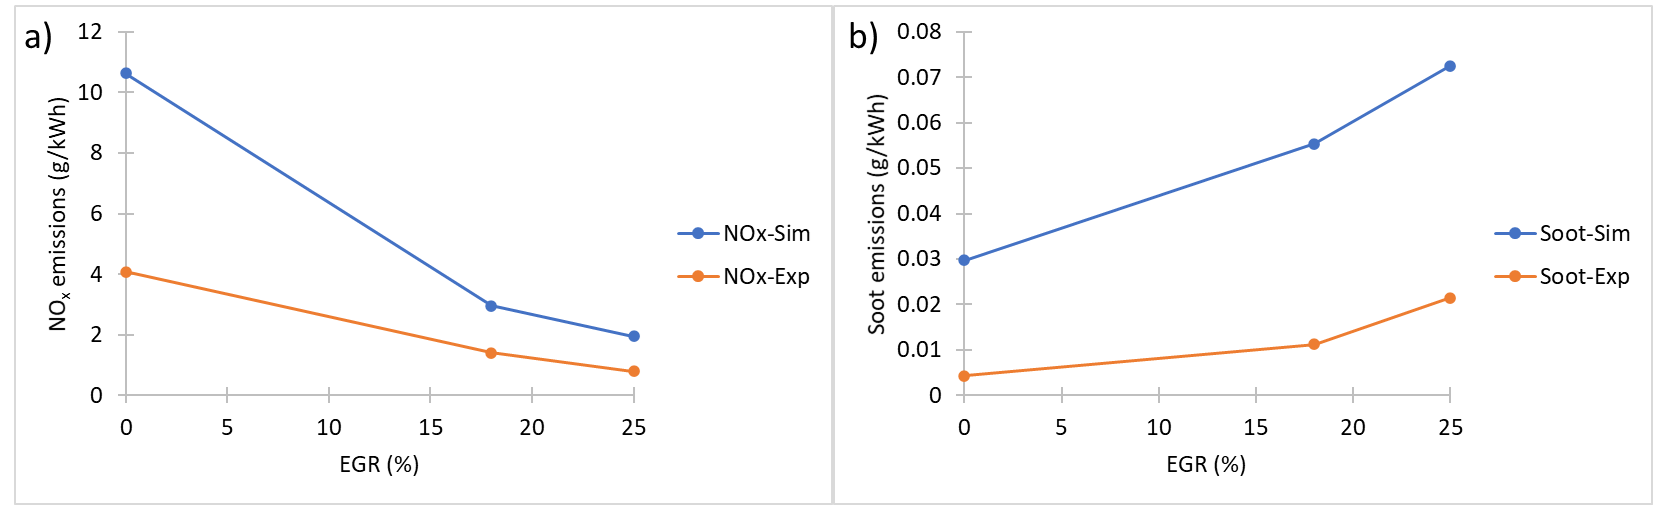 a)
NOx emissions (g/kWh)
12
10
8
6
4
2
0
0 5 10 15 20 25
EGR (%)
NOx-Sim
NOx-Exp
b)
Soot emissions (g/kWh)
0.08
0.07
0.06
0.05
0.04
0.03
0.02
0.01
0
0 5 10 15 20 25
EGR (%)
Soot-Sim
Soot-Exp